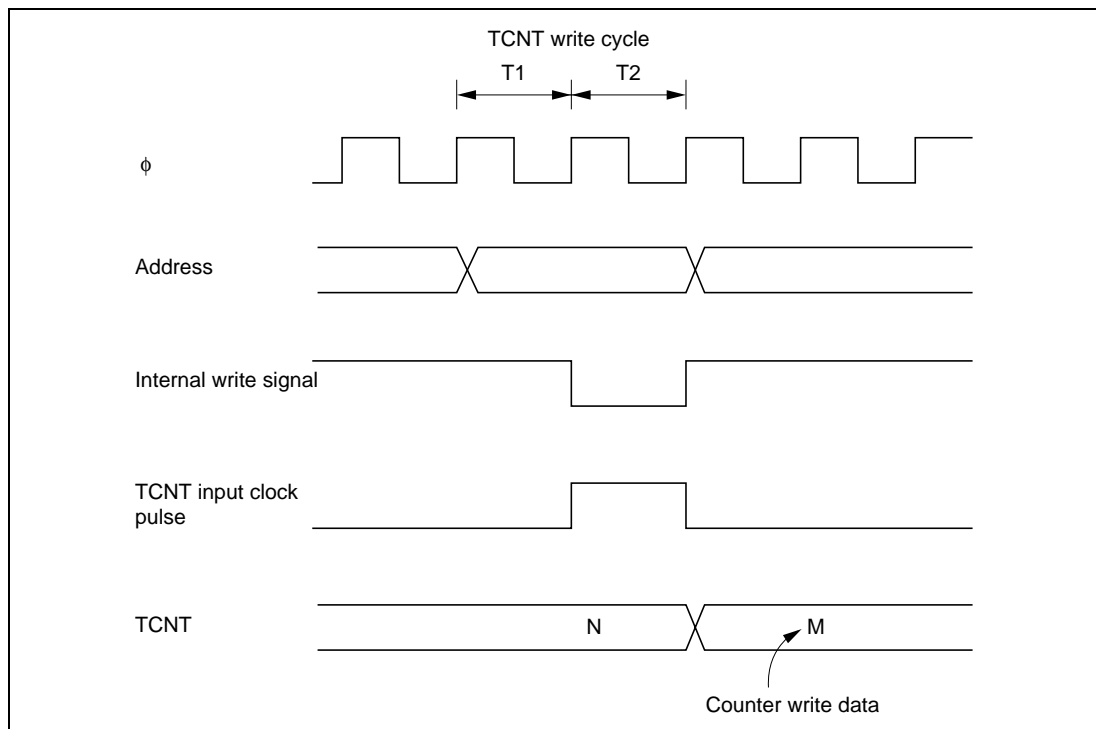 TCNT write cycle
T1 T2
ϕ
Address
Internal write signal
TCNT input clock
pulse
TCNT N M
Counter write data